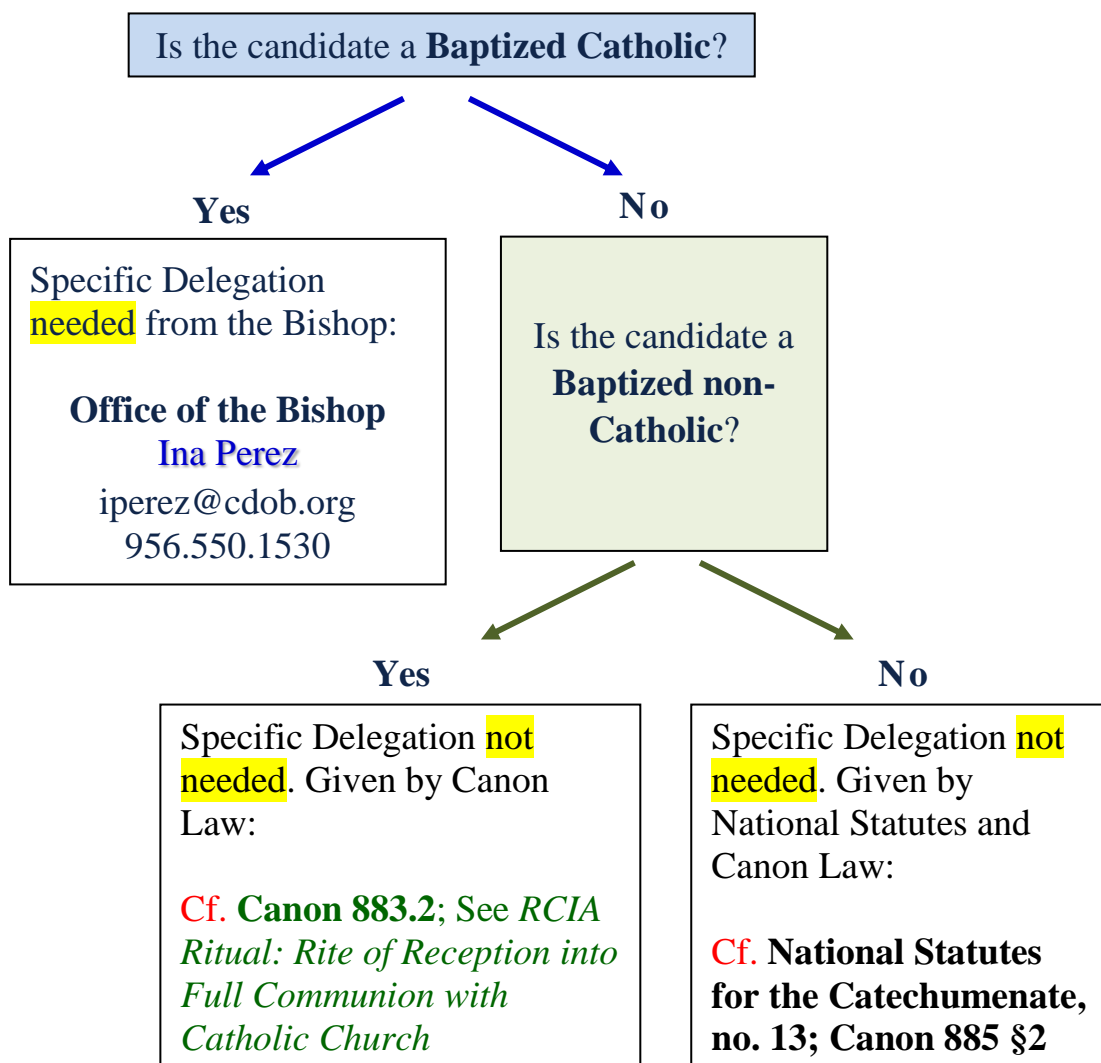 Is the candidate a Baptized Catholic?
Yes
Specific Delegation
needed from the Bishop:
Office of the Bishop
Ina Perez
iperez@cdob.org
956.550.1530
No
Is the candidate a
Baptized non-
Catholic?
Yes
Specific Delegation not
needed. Given by Canon
Law:
Cf. Canon 883.2; See RCIA
Ritual: Rite of Reception into
Full Communion with
Catholic Church
No
Specific Delegation not
needed. Given by
National Statutes and
Canon Law:
Cf. National Statutes
for the Catechumenate,
no. 13; Canon 885 §2